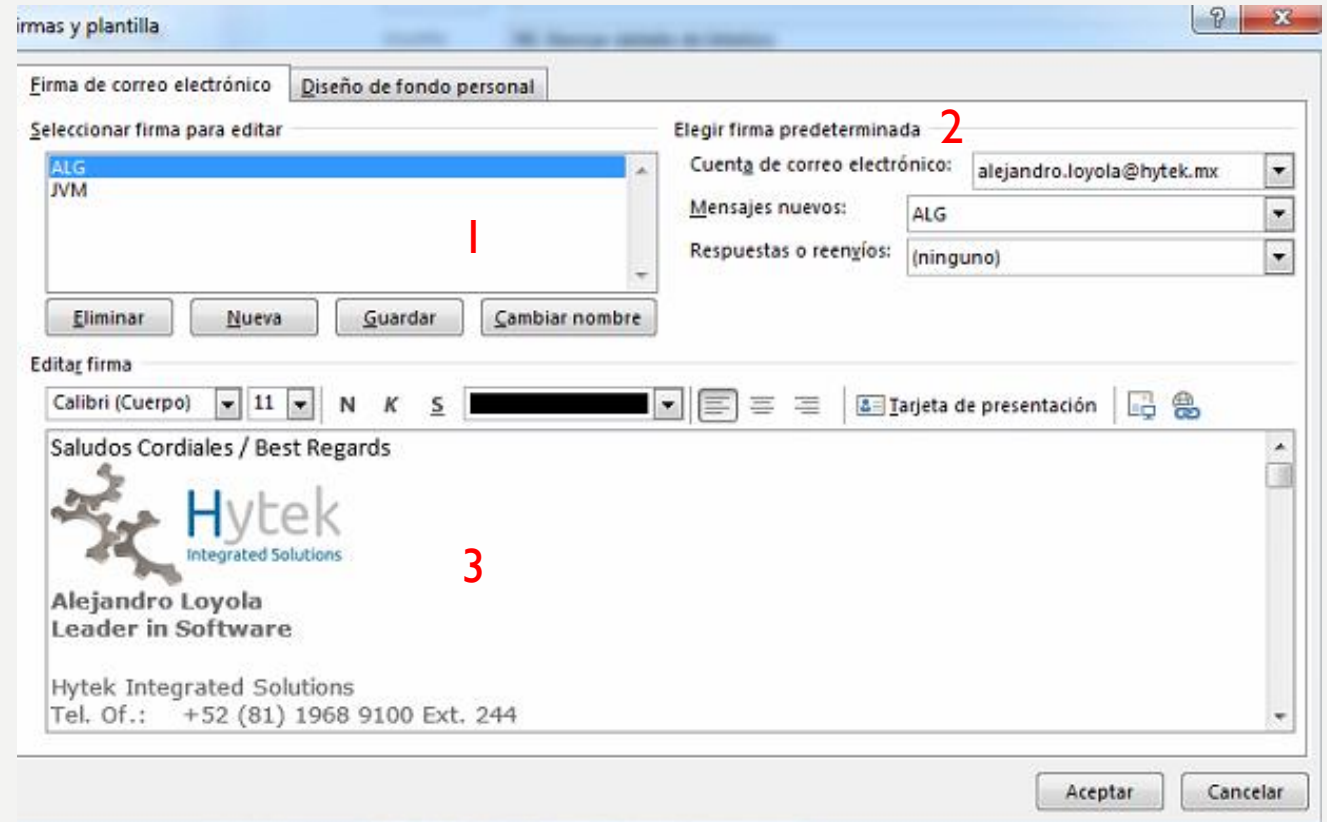 irmas y plantilla
Firma de correo electrónico
Diseño de fondo personal
Seleccionar firma para editar
ALG
JVM
1
Eliminar
Nueva
Guardar
Cambiar nombre
Elegir firma predeterminada
2
Cuenta de correo electrónico:
alejandro.loyola@hytek.mx
Mensajes nuevos:
ALG
Respuestas o reenvíos:
(ninguno)
Editar firma
Calibri (Cuerpo)
11
N K S
Tarjeta de presentación
Saludos Cordiales / Best Regards
Hytek
Integrated Solutions
3
Alejandro Loyola
Leader in Software
Hytek Integrated Solutions
Tel. Of.: +52 (81) 1968 9100 Ext. 244
Aceptar
Cancelar